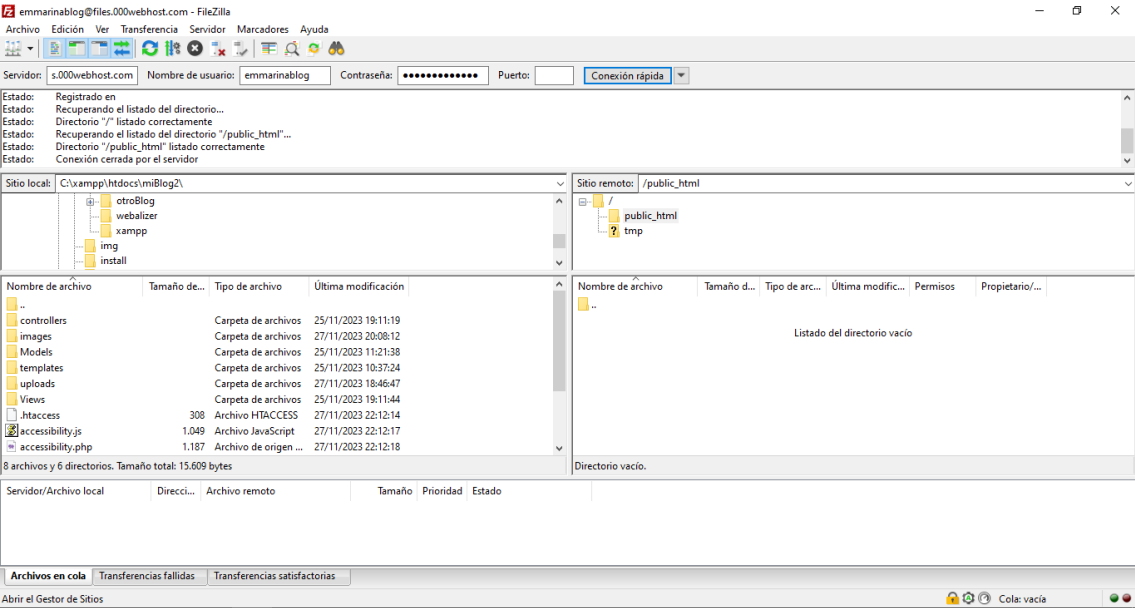 emmarinablog@files.000webhost.com - FileZilla
Archivo Edición Ver Transferencia Servidor Marcadores Ayuda
Servidor: s.000webhost.com Nombre de usuario: emmarinablog Contraseña: ●●●●●●●●●●●●● Puerto: Conexión rápida
Estado: Registrado en
Estado: Recuperando el listado del directorio...
Estado: Directorio "/" listado correctamente
Estado: Recuperando el listado del directorio "/public_html"...
Estado: Directorio "/public_html" listado correctamente
Estado: Conexión cerrada por el servidor
Sitio local: C:\xampp\htdocs\miBlog2\
otroBlog
webalizer
xampp
img
install
Sitio remoto: /public_html
/
public_html
? tmp
Nombre de archivo Tamaño de... Tipo de archivo Última modificación
..
controllers Carpeta de archivos 25/11/2023 19:11:19
images Carpeta de archivos 27/11/2023 20:08:12
Models Carpeta de archivos 25/11/2023 11:21:38
templates Carpeta de archivos 25/11/2023 10:37:24
uploads Carpeta de archivos 27/11/2023 18:46:47
Views Carpeta de archivos 25/11/2023 19:11:44
.htaccess 308 Archivo HTACCESS 27/11/2023 22:12:14
accessibility.js 1.049 Archivo JavaScript 27/11/2023 22:12:17
accessibility.php 1.187 Archivo de origen ... 27/11/2023 22:12:18
8 archivos y 6 directorios. Tamaño total: 15.609 bytes
Nombre de archivo Tamaño d... Tipo de arc... Última modific... Permisos Propietario/...
..
Listado del directorio vacío
Directorio vacío.
Servidor/Archivo local Direcci... Archivo remoto Tamaño Prioridad Estado
Archivos en cola Transferencias fallidas Transferencias satisfactorias
Abrir el Gestor de Sitios Cola: vacía